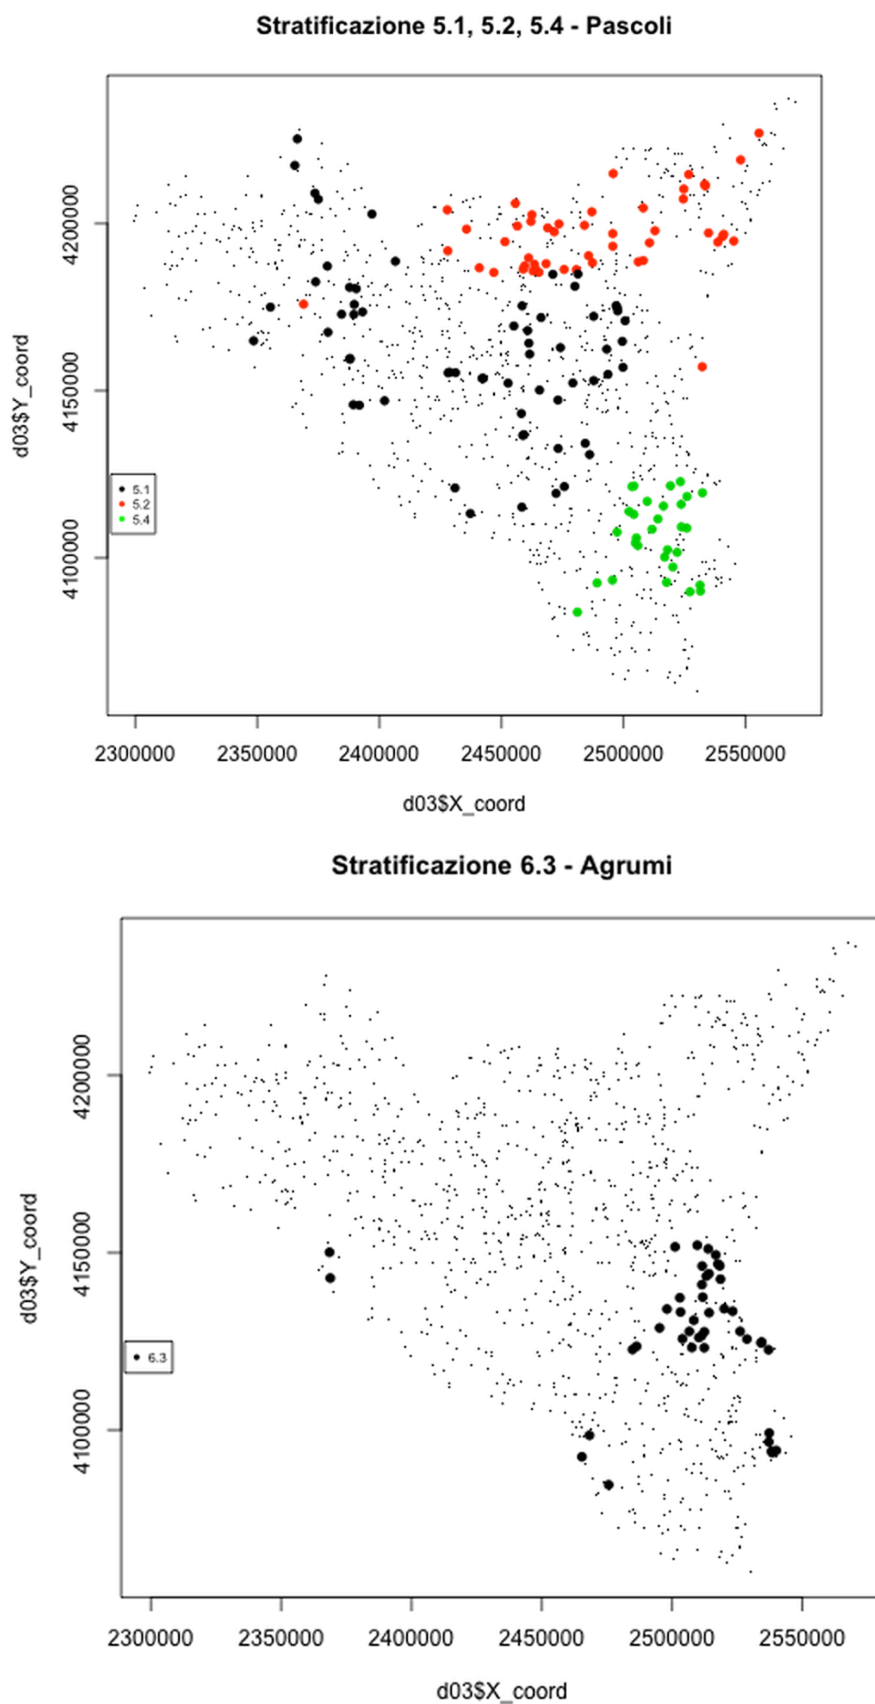 Stratificazione 5.1, 5.2, 5.4 - Pascoli
d03$Y_coord
4200000
4150000
4100000
5.1
5.2
5.4
2300000 2350000 2400000 2450000 2500000 2550000
d03$X_coord
Stratificazione 6.3 - Agrumi
d03$Y_coord
4200000
4150000
4100000
6.3
2300000 2350000 2400000 2450000 2500000 2550000
d03$X_coord